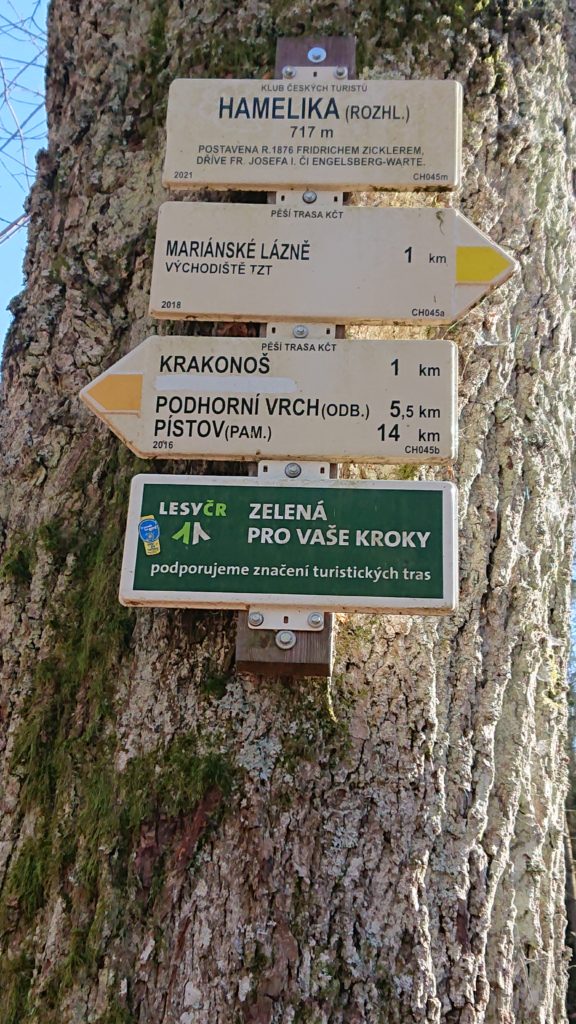 KLUB ČESKÝCH TURISTŮ
HAMELIKA (ROZHL.)
717 m
POSTAVENA R.1876 FRIDRICHEM ZICKLEREM,
DŘÍVE FR. JOSEFA I. ČI ENGELSBERG-WARTE.
2021 CH045m
PĚŠÍ TRASA KČT
MARIÁNSKÉ LÁZNĚ 1 km
VÝCHODIŠTĚ TZT
2018 CH045a
PĚŠÍ TRASA KČT
KRAKONOŠ 1 km
PODHORNÍ VRCH(ODB.) 5,5 km
PÍSTOV(PAM.) 14 km
2016 CH045b
LESYČR ZELENÁ
PRO VAŠE KROKY
podporujeme značení turistických tras